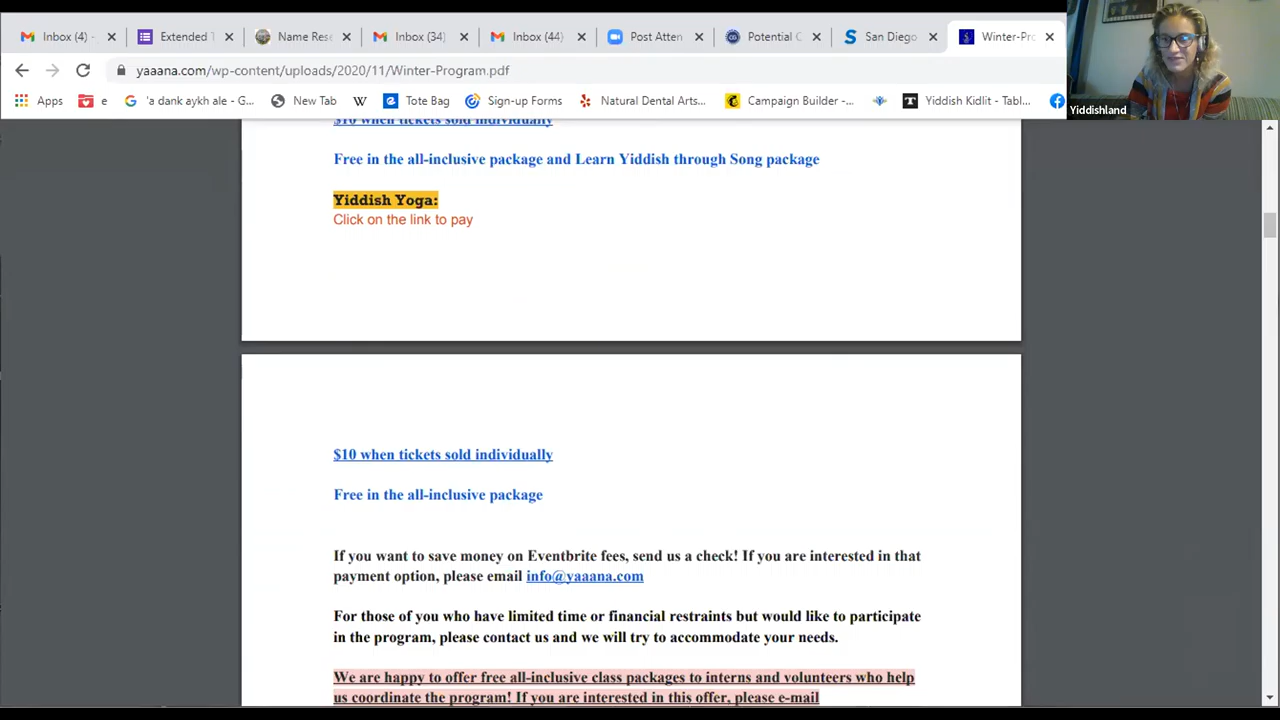 Inbox (4) -
Extended T
Name Rese
Inbox (34)
Inbox (44)
Post Atten
Potential C
San Diego
Winter-Pro
yaaana.com/wp-content/uploads/2020/11/Winter-Program.pdf
Apps
e
'a dank aykh ale - G...
New Tab
Tote Bag
Sign-up Forms
Natural Dental Arts...
Campaign Builder -...
Yiddish Kidlit - Tabl...
Yiddishland
$10 when tickets sold individually
Free in the all-inclusive package and Learn Yiddish through Song package
Yiddish Yoga:
Click on the link to pay
$10 when tickets sold individually
Free in the all-inclusive package
If you want to save money on Eventbrite fees, send us a check! If you are interested in that
payment option, please email info@yaaana.com
For those of you who have limited time or financial restraints but would like to participate
in the program, please contact us and we will try to accommodate your needs.
We are happy to offer free all-inclusive class packages to interns and volunteers who help
us coordinate the program! If you are interested in this offer, please e-mail